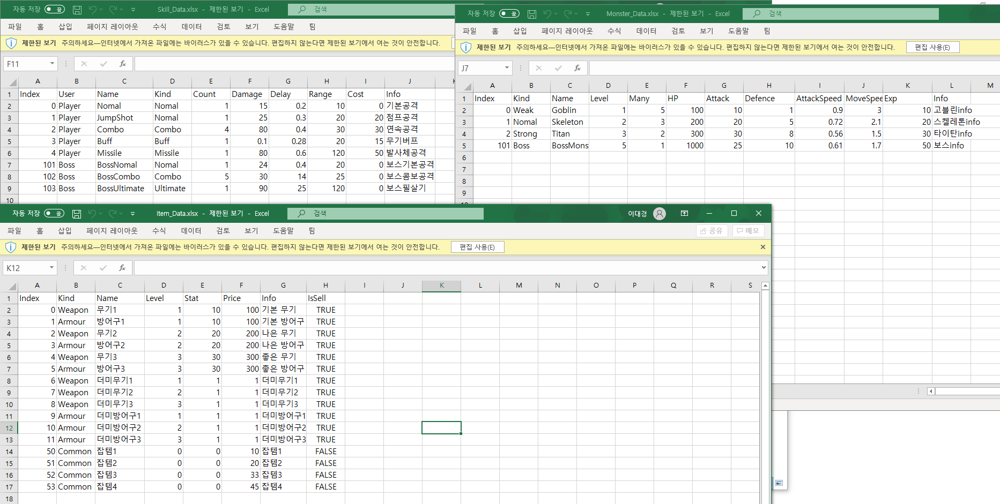 자동 저장 끔 Skill_Data.xlsx - 제한된 보기 - Excel 검색
파일 홈 삽입 페이지 레이아웃 수식 데이터 검토 보기 도움말 팀
제한된 보기 주의하세요—인터넷에서 가져온 파일에는 바이러스가 있을 수 있습니다. 편집하지 않는다면 제한된 보기에서 여는 것이 안전합니다.
F11 fx
A B C D E F G H I J
1 Index User Name Kind Count Damage Delay Range Cost Info
2 0 Player Nomal Nomal 1 15 0.2 10 0 기본공격
3 1 Player JumpShot Nomal 1 25 0.3 20 20 점프공격
4 2 Player Combo Combo 4 80 0.4 30 30 연속공격
5 3 Player Buff Buff 1 0.1 0.28 20 15 무기버프
6 4 Player Missile Missile 1 80 0.6 120 50 발사체공격
7 101 Boss BossNomal Nomal 1 24 0.4 20 0 보스기본공격
8 102 Boss BossCombo Combo 5 30 14 25 0 보스콤보공격
9 103 Boss BossUltimate Ultimate 1 90 25 120 0 보스필살기
10
자동 저장 끔 Monster_Data.xlsx - 제한된 보기 - Excel 검색
파일 홈 삽입 페이지 레이아웃 수식 데이터 검토 보기 도움말 팀
제한된 보기 주의하세요—인터넷에서 가져온 파일에는 바이러스가 있을 수 있습니다. 편집하지 않는다면 제한된 보기에서 여는 것이 안전합니다. 편집 사용(E)
J7 fx
A B C D E F G H I J K L M
1 Index Kind Name Level Many HP Attack Defence AttackSpeed MoveSpee Exp Info
2 0 Weak Goblin 1 5 100 10 1 0.9 3 10 고블린info
3 1 Nomal Skeleton 2 3 200 20 5 0.72 2.1 20 스켈레톤info
4 2 Strong Titan 3 2 300 30 8 0.56 1.5 30 타이탄info
5 101 Boss BossMons 5 1 1000 25 10 0.61 1.7 50 보스info
6
7
8
9
자동 저장 끔 Item_Data.xlsx - 제한된 보기 - Excel 검색 이대경
파일 홈 삽입 페이지 레이아웃 수식 데이터 검토 보기 도움말 팀 공유 메모
제한된 보기 주의하세요—인터넷에서 가져온 파일에는 바이러스가 있을 수 있습니다. 편집하지 않는다면 제한된 보기에서 여는 것이 안전합니다. 편집 사용(E)
K12 fx
A B C D E F G H I J K L M N O P Q R S
1 Index Kind Name Level Stat Price Info IsSell
2 0 Weapon 무기1 1 10 100 기본 무기 TRUE
3 1 Armour 방어구1 1 10 100 기본 방어구 TRUE
4 2 Weapon 무기2 2 20 200 나은 무기 TRUE
5 3 Armour 방어구2 2 20 200 나은 방어구 TRUE
6 4 Weapon 무기3 3 30 300 좋은 무기 TRUE
7 5 Armour 방어구3 3 30 300 좋은 방어구 TRUE
8 6 Weapon 더미무기1 1 1 1 더미무기1 TRUE
9 7 Weapon 더미무기2 2 1 1 더미무기2 TRUE
10 8 Weapon 더미무기3 3 1 1 더미무기3 TRUE
11 9 Armour 더미방어구1 1 1 1 더미방어구1 TRUE
12 10 Armour 더미방어구2 2 1 1 더미방어구2 TRUE
13 11 Armour 더미방어구3 3 1 1 더미방어구3 TRUE
14 50 Common 잡템1 0 0 10 잡템1 FALSE
15 51 Common 잡템2 0 0 20 잡템2 FALSE
16 52 Common 잡템3 0 0 33 잡템3 FALSE
17 53 Common 잡템4 0 0 45 잡템4 FALSE
18